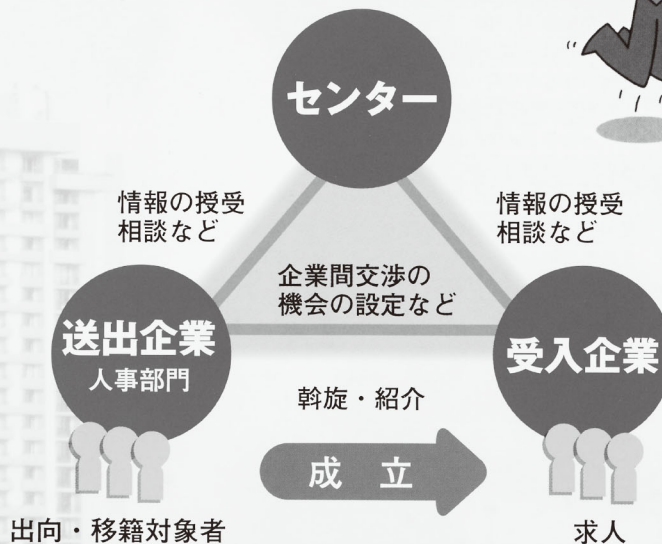 センター
情報の授受
相談など
情報の授受
相談など
企業間交渉の
機会の設定など
送出企業
人事部門
受入企業
斡旋・紹介
成 立
出向・移籍対象者
求人